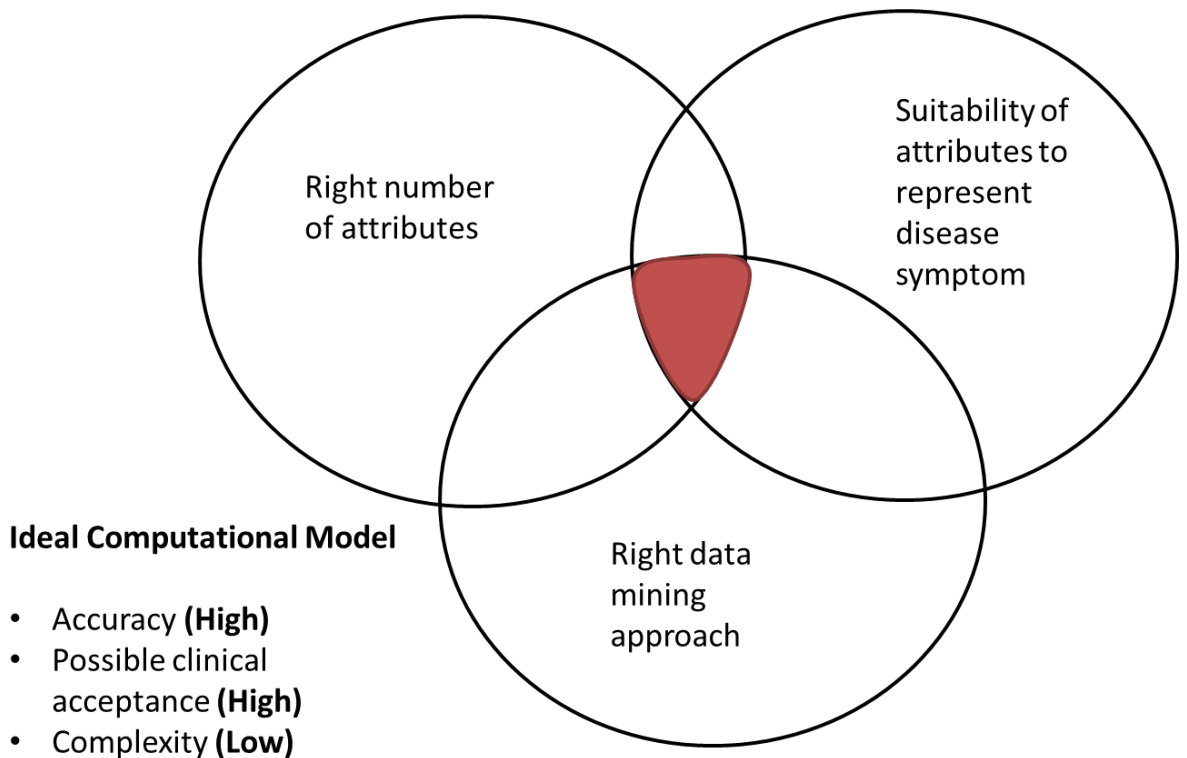 Right number
of attributes
Suitability of
attributes to
represent
disease
symptom
Right data
mining
approach
Ideal Computational Model
• Accuracy (High)
• Possible clinical
acceptance (High)
• Complexity (Low)